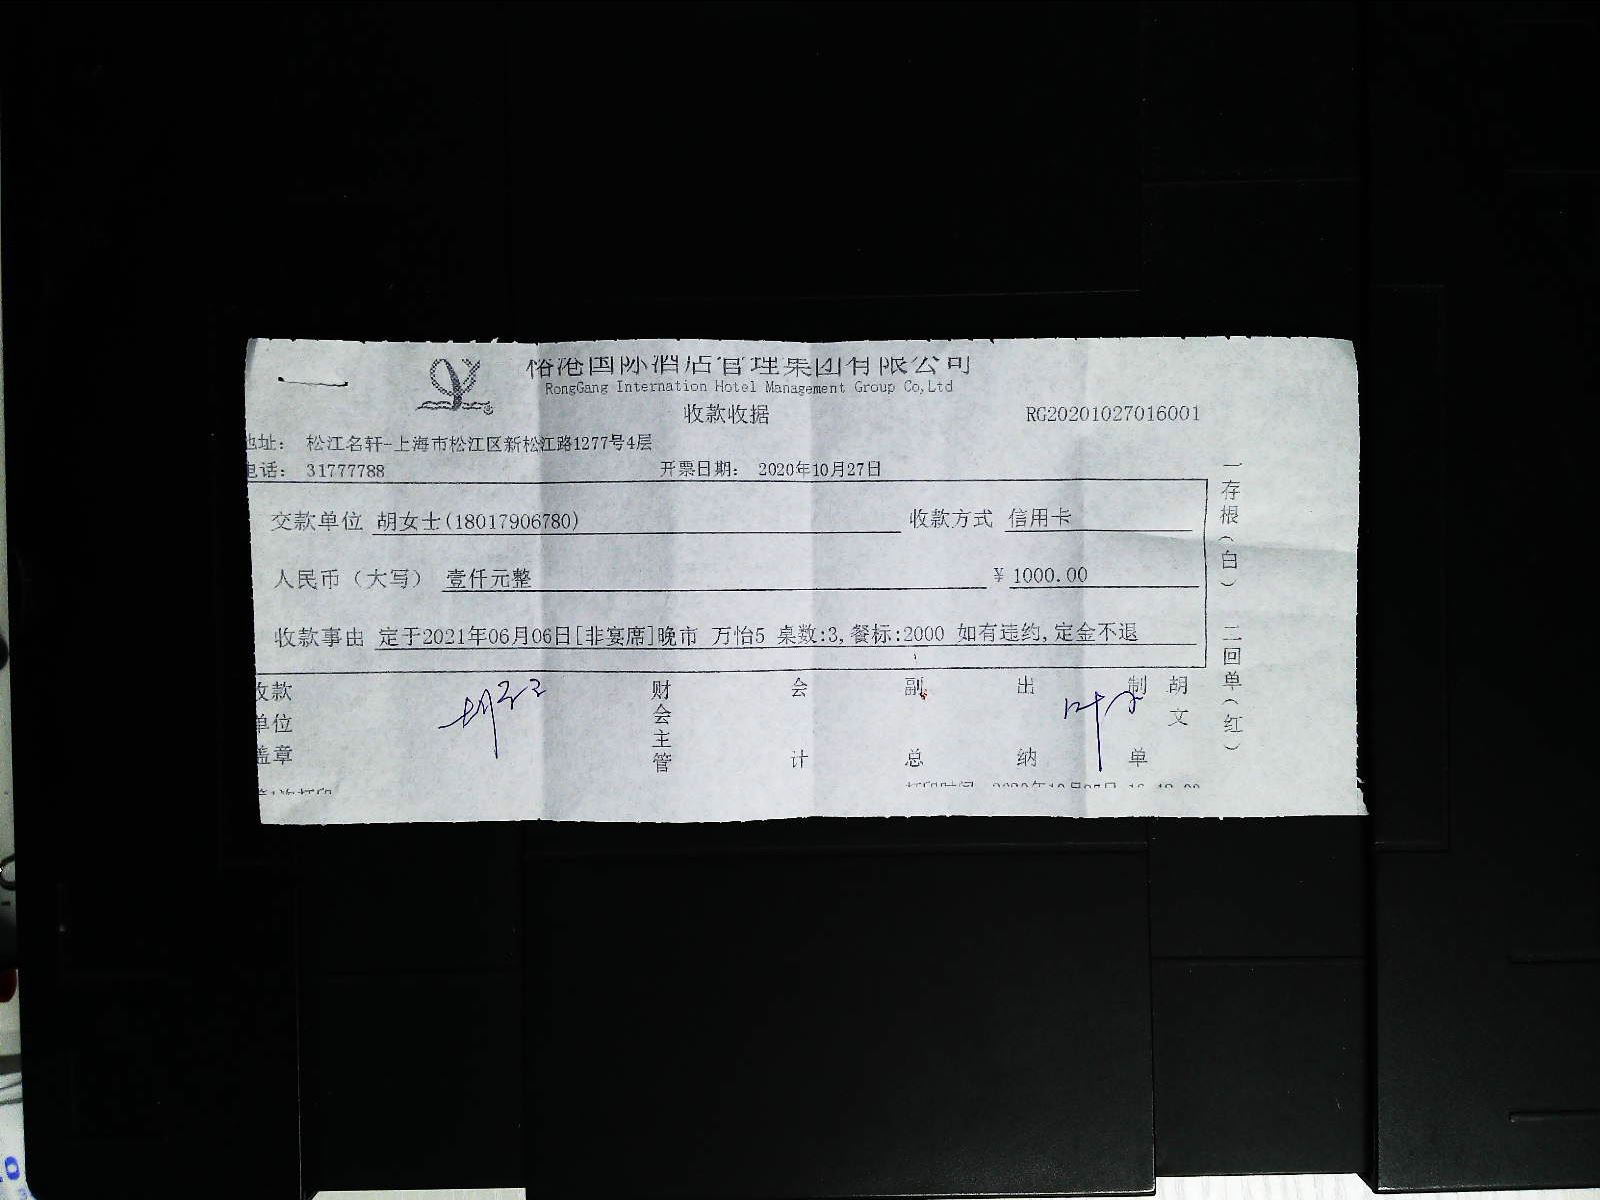 国际酒店管理集团有限公司
RongGang Internation Hotel Management Group Co,Ltd
收款收据
RG20201027016001
地址： 松江名轩-上海市松江区新松江路1277号4层
电话： 31777788 开票日期： 2020年10月27日
交款单位 胡女士(18017906780) 收款方式 信用卡
人民币（大写） 壹仟元整 ¥ 1000.00
收款事由 定于2021年06月06日[非宴席]晚市 万怡5 桌数:3,餐标:2000 如有违约,定金不退
一存根（白） 二回单（红）
收款单位盖章
财会主管
会计
副总
出纳
制单
胡文